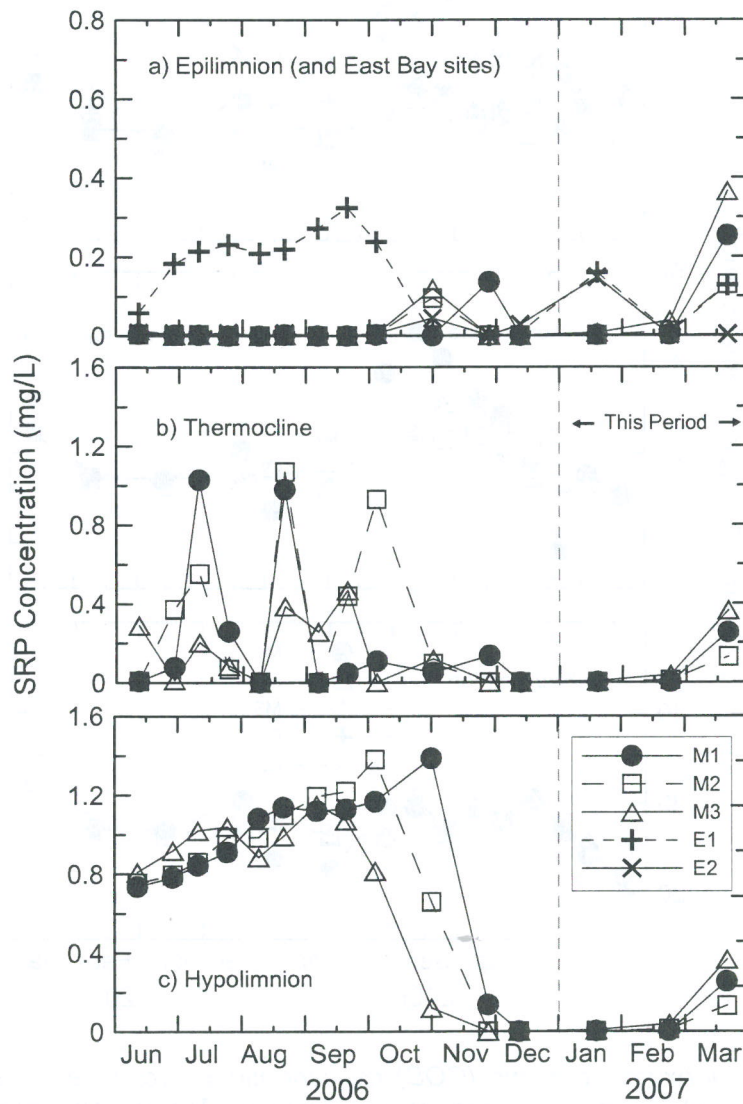 0.8
a) Epilimnion (and East Bay sites)
0.6
0.4
0.2
0
1.6
b) Thermocline
← This Period →
1.2
0.8
0.4
0
1.6
1.2
0.8
0.4
c) Hypolimnion
0
SRP Concentration (mg/L)
M1
M2
M3
E1
E2
Jun Jul Aug Sep Oct Nov Dec Jan Feb Mar
2006 2007